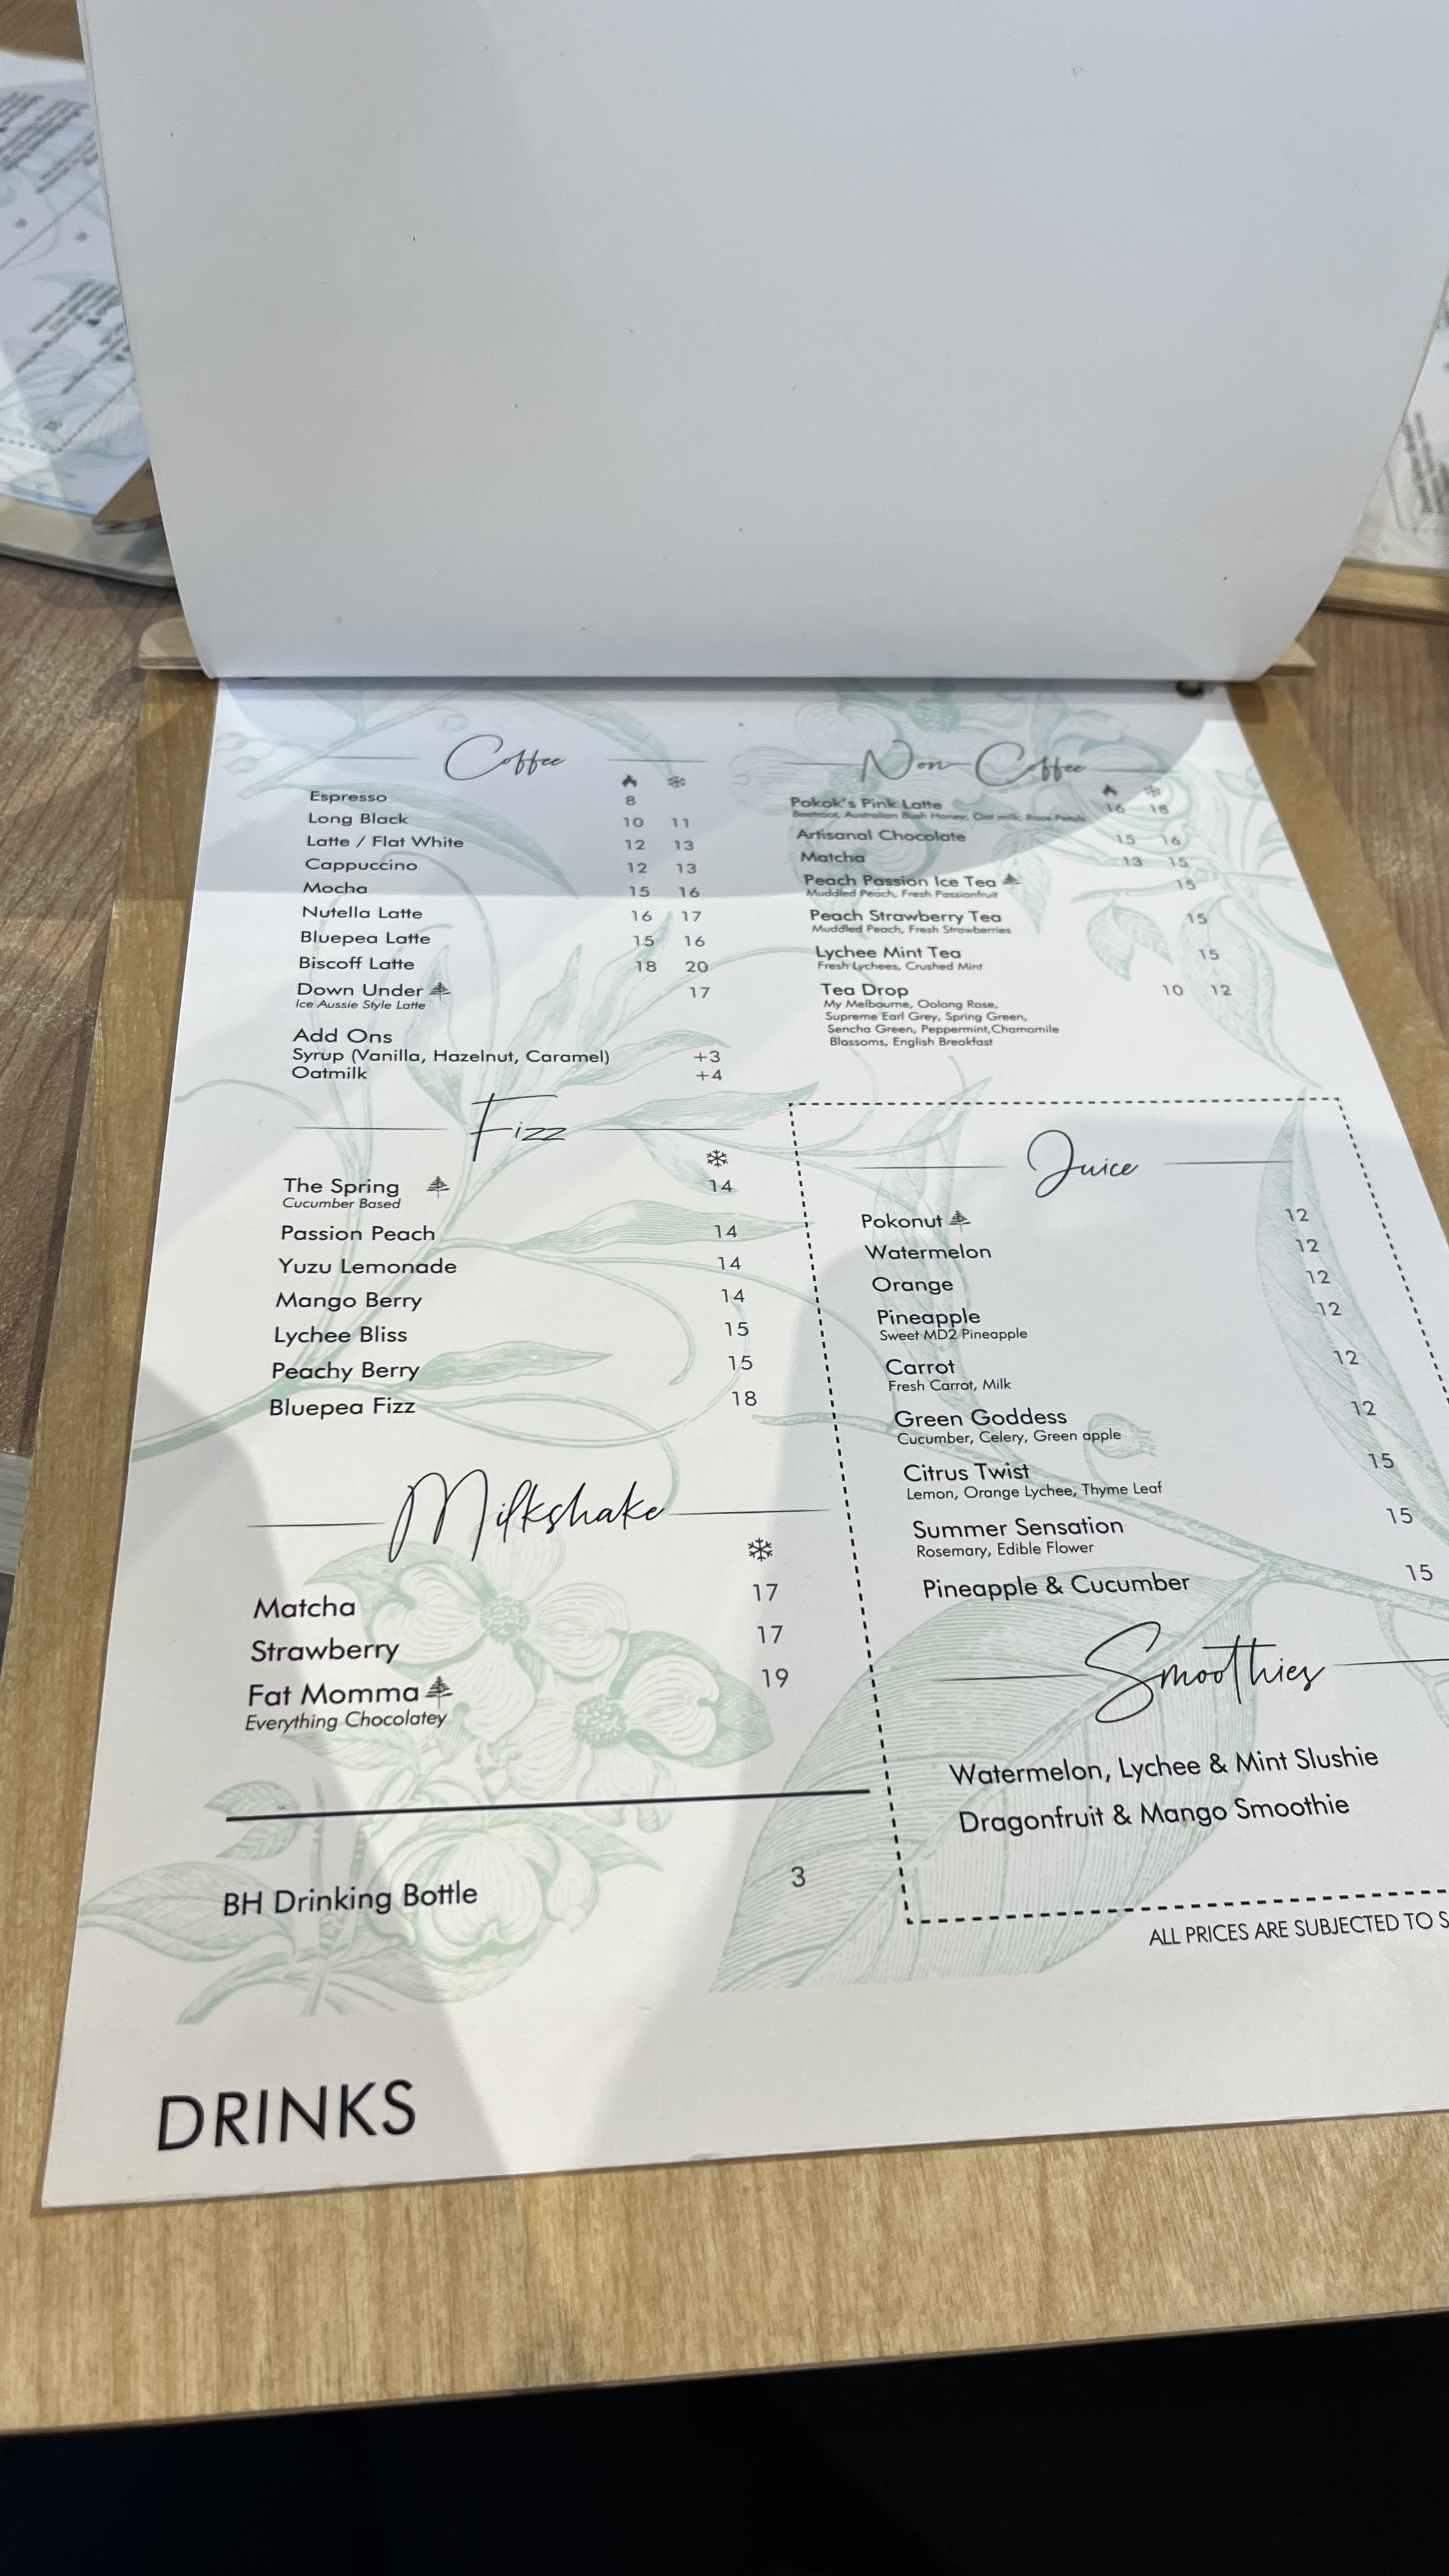 Coffee
Espresso 8
Long Black 10 11
Latte / Flat White 12 13
Cappuccino 12 13
Mocha 15 16
Nutella Latte 16 17
Bluepea Latte 15 16
Biscoff Latte 18 20
Down Under 17
Ice Aussie Style Latte
Add Ons
Syrup (Vanilla, Hazelnut, Caramel) +3
Oatmilk +4
Fizz
The Spring 14
Cucumber Based
Passion Peach 14
Yuzu Lemonade 14
Mango Berry 14
Lychee Bliss 15
Peachy Berry 15
Bluepea Fizz 18
Milkshake
Matcha 17
Strawberry 17
Fat Momma 19
Everything Chocolatey
BH Drinking Bottle 3
Non Coffee
Pokok's Pink Latte 16 18
Beetroot, Australian Bush Honey, Oat milk, Rose Petals
Artisanal Chocolate 15 16
Matcha 13 15
Peach Passion Ice Tea 15
Muddled Peach, Fresh Passionfruit
Peach Strawberry Tea 15
Muddled Peach, Fresh Strawberries
Lychee Mint Tea 15
Fresh Lychees, Crushed Mint
Tea Drop 10 12
My Melbourne, Oolong Rose,
Supreme Earl Grey, Spring Green,
Sencha Green, Peppermint,Chamomile
Blossoms, English Breakfast
Juice
Pokonut 12
Watermelon 12
Orange 12
Pineapple 12
Sweet MD2 Pineapple
Carrot 12
Fresh Carrot, Milk
Green Goddess 12
Cucumber, Celery, Green apple
Citrus Twist 15
Lemon, Orange Lychee, Thyme Leaf
Summer Sensation 15
Rosemary, Edible Flower
Pineapple & Cucumber 15
Smoothies
Watermelon, Lychee & Mint Slushie
Dragonfruit & Mango Smoothie
ALL PRICES ARE SUBJECTED TO S
DRINKS